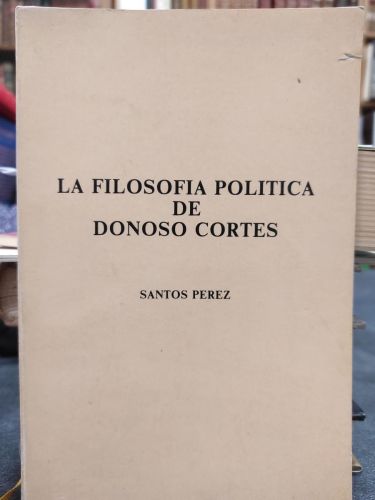 LA FILOSOFIA POLITICA
DE
DONOSO CORTES
SANTOS PEREZ